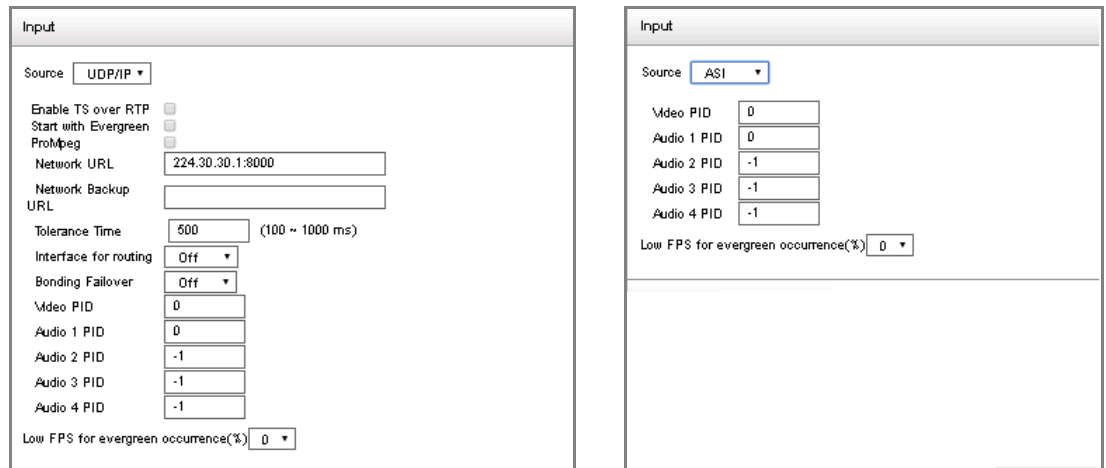 Input
Source UDP/IP
Enable TS over RTP
Start with Evergreen
ProMpeg
Network URL 224.30.30.1:8000
Network Backup
URL
Tolerance Time 500 (100 ~ 1000 ms)
Interface for routing Off
Bonding Failover Off
Video PID 0
Audio 1 PID 0
Audio 2 PID -1
Audio 3 PID -1
Audio 4 PID -1
Low FPS for evergreen occurrence(%) 0
Input
Source ASI
Video PID 0
Audio 1 PID 0
Audio 2 PID -1
Audio 3 PID -1
Audio 4 PID -1
Low FPS for evergreen occurrence(%) 0